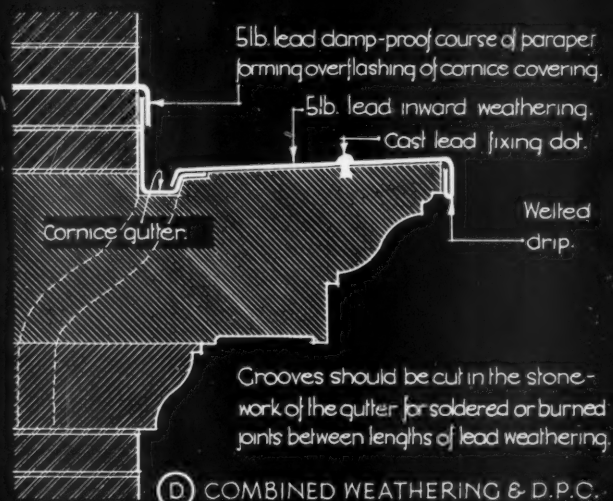 5lb. lead damp-proof course of paraper
forming overflashing of cornice covering.
5lb. lead inward weathering.
Cast lead fixing dot.
Cornice gutter.
Welted
drip.
Grooves should be cut in the stone-
work of the gutter for soldered or burned
joints between lengths of lead weathering.
D COMBINED WEATHERING & D.P.C.